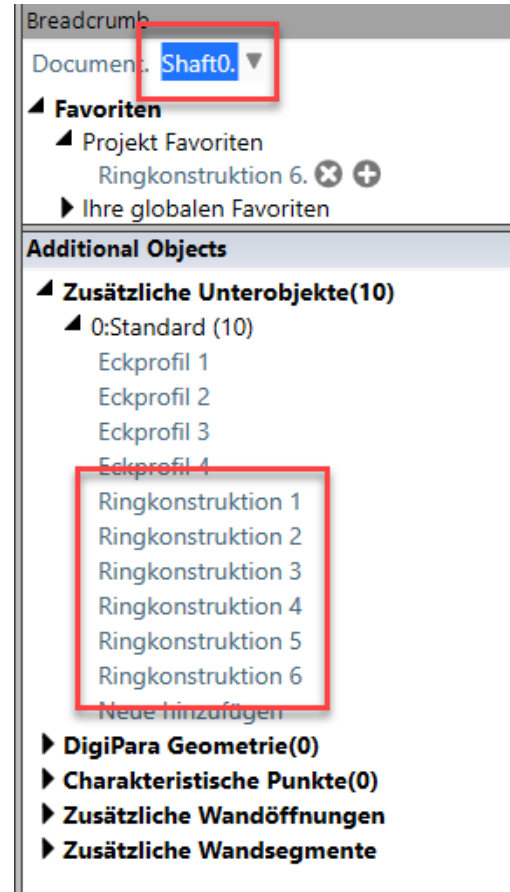 Breadcrumb
Document. Shaft0.
Favoriten
Projekt Favoriten
Ringkonstruktion 6.
Ihre globalen Favoriten
Additional Objects
Zusätzliche Unterobjekte(10)
0:Standard (10)
Eckprofil 1
Eckprofil 2
Eckprofil 3
Eckprofil 4
Ringkonstruktion 1
Ringkonstruktion 2
Ringkonstruktion 3
Ringkonstruktion 4
Ringkonstruktion 5
Ringkonstruktion 6
Neue hinzufügen
DigiPara Geometrie(0)
Charakteristische Punkte(0)
Zusätzliche Wandöffnungen
Zusätzliche Wandsegmente